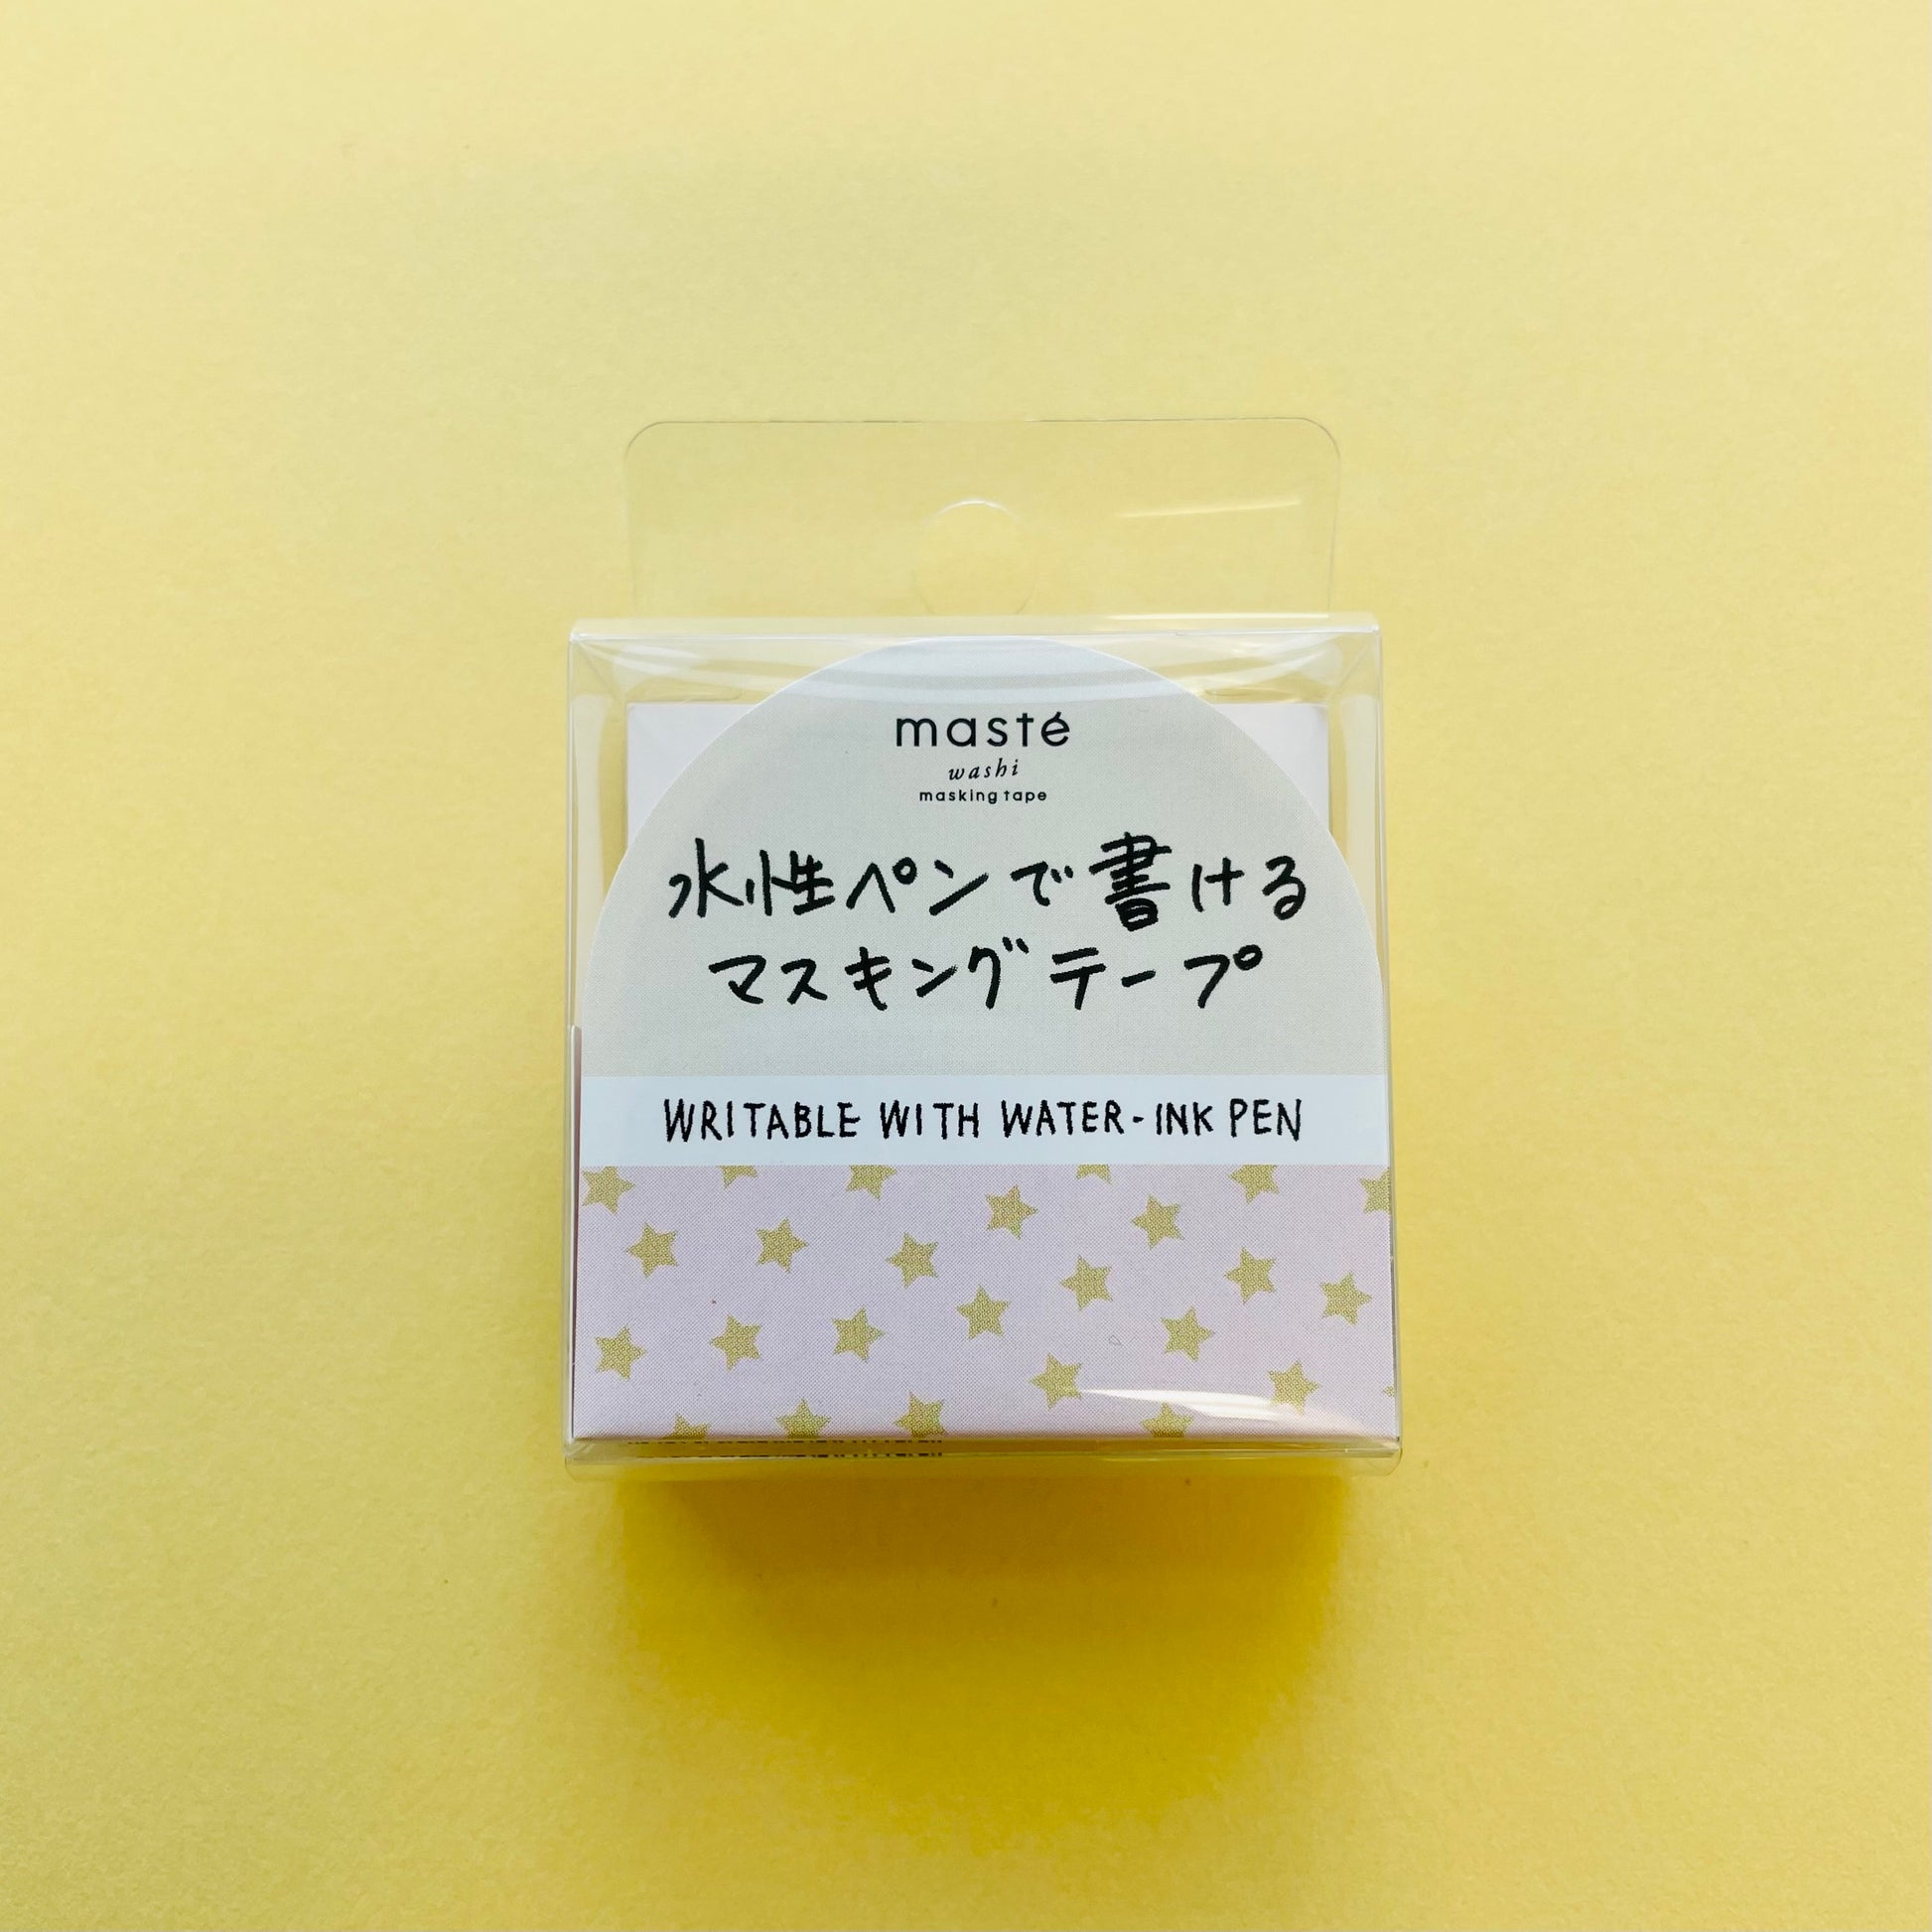 masté
washi
masking tape
水性ペンで書ける
マスキングテープ
WRITABLE WITH WATER-INK PEN